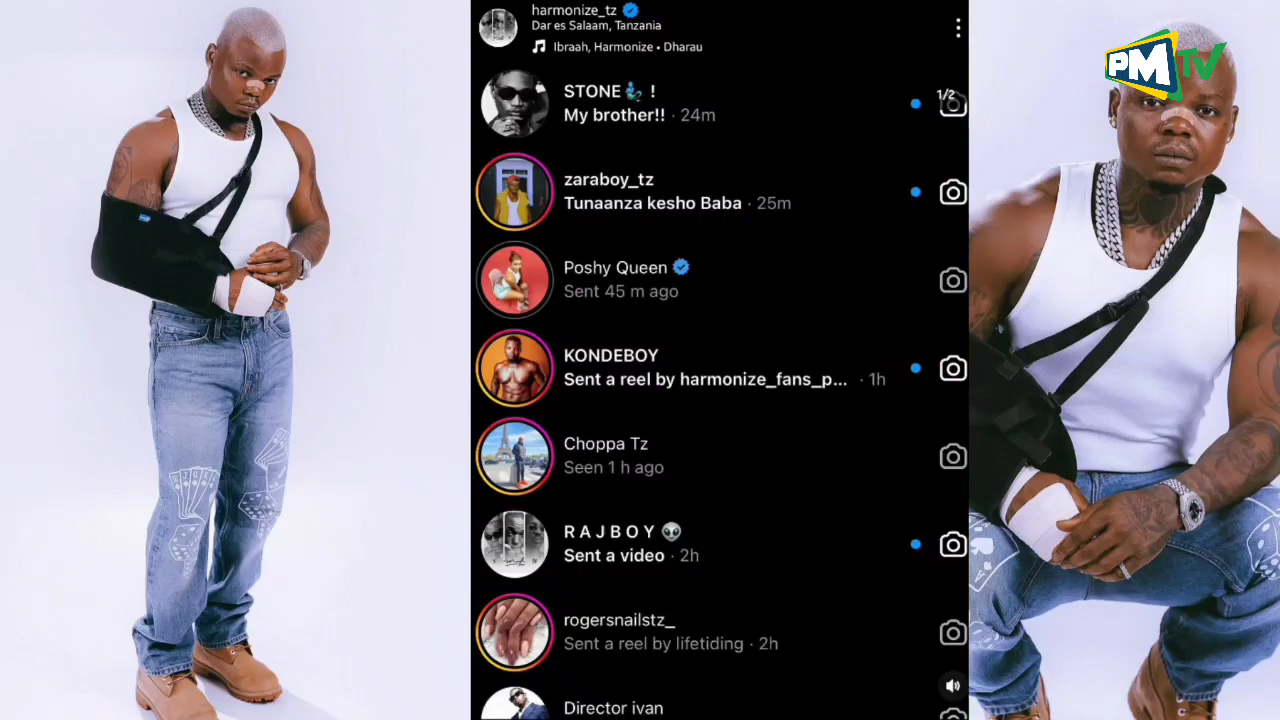 harmonize_tz
Dar es Salaam, Tanzania
Ibraah, Harmonize • Dharau
PMTV
STONE🧞‍♂️ !
My brother!! · 24m
1/2
zaraboy_tz
Tunaanza kesho Baba · 25m
Poshy Queen
Sent 45 m ago
KONDEBOY
Sent a reel by harmonize_fans_p... · 1h
Choppa Tz
Seen 1 h ago
R A J B O Y 👽
Sent a video · 2h
rogersnailstz_
Sent a reel by lifetiding · 2h
Director ivan